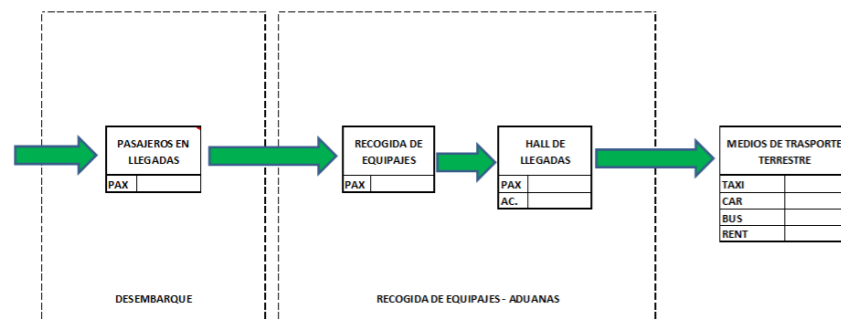 PASAJEROS EN
LLEGADAS
PAX
RECOGIDA DE
EQUIPAJES
PAX
HALL DE
LLEGADAS
PAX
AC.
MEDIOS DE TRASPORTE
TERRESTRE
TAXI
CAR
BUS
RENT
DESEMBARQUE
RECOGIDA DE EQUIPAJES - ADUANAS